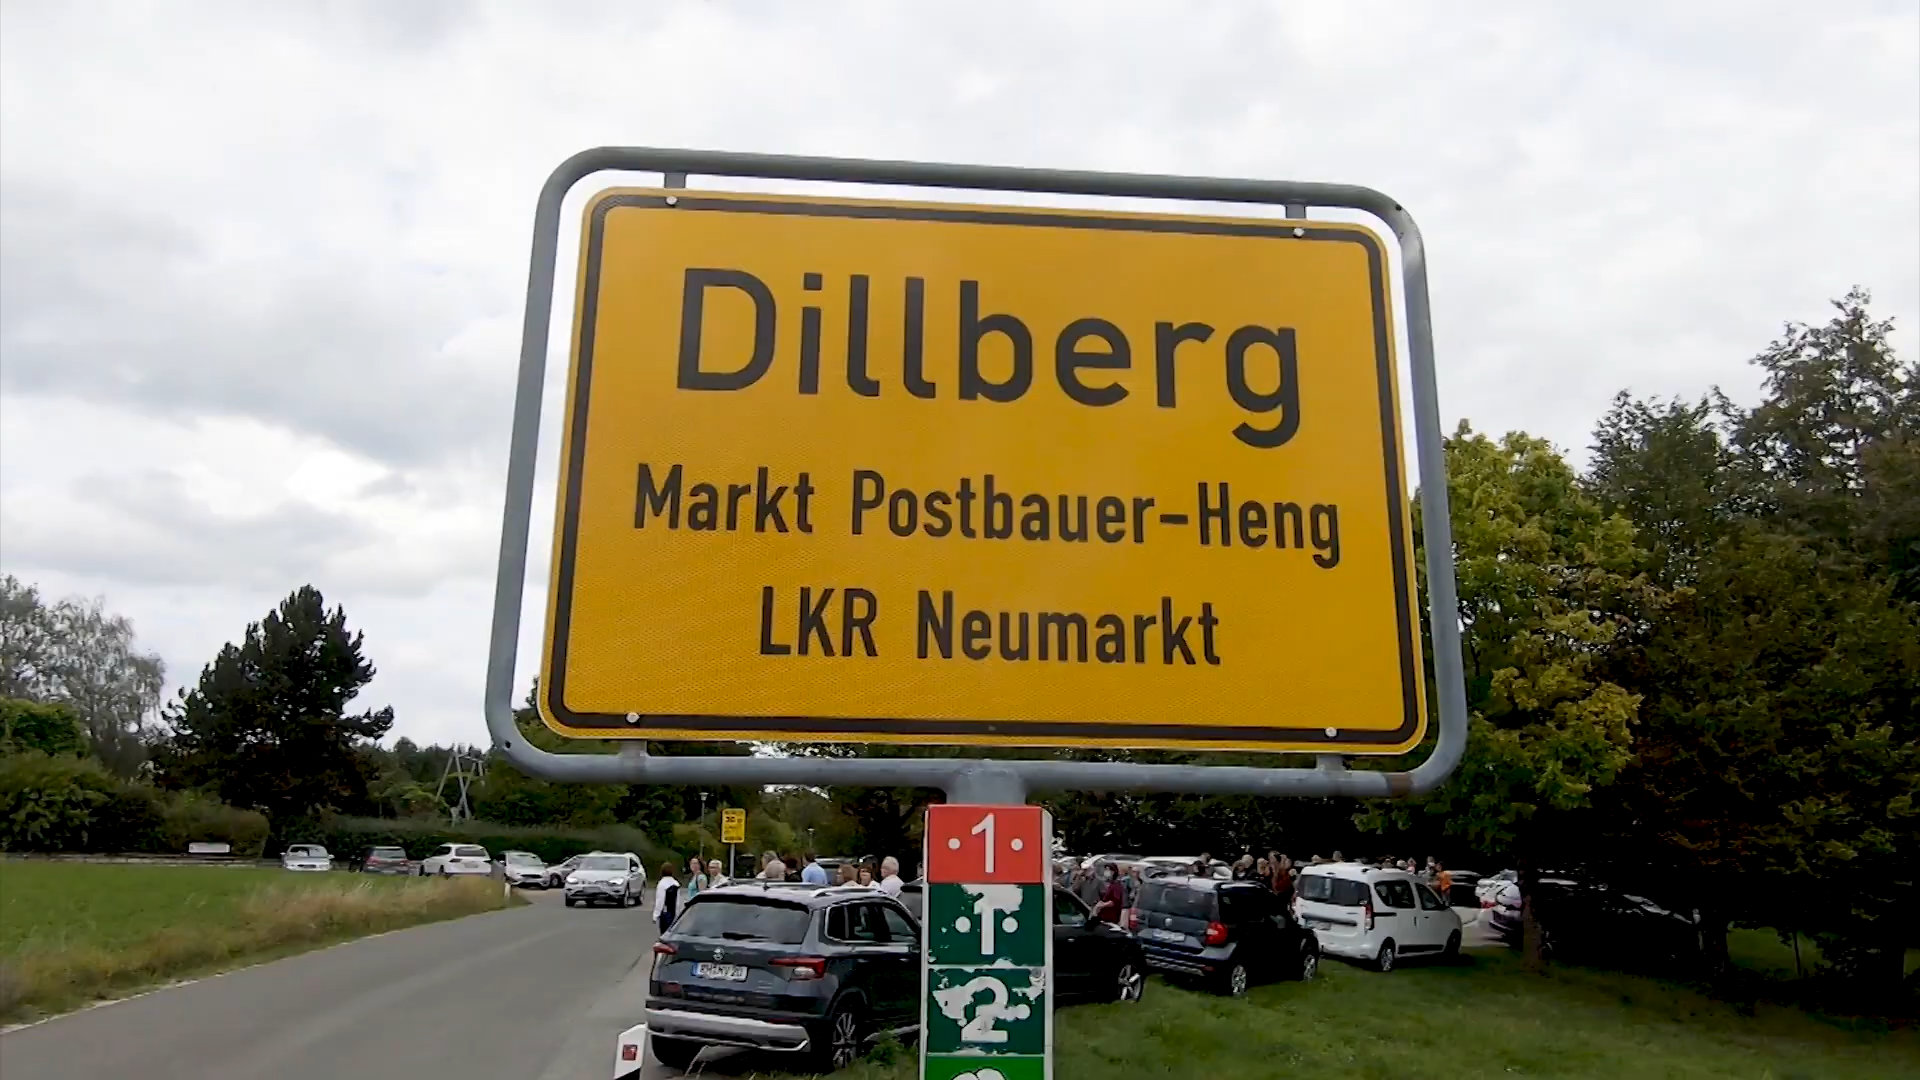 Dillberg
Markt Postbauer-Heng
LKR Neumarkt
·1·
·1·
2